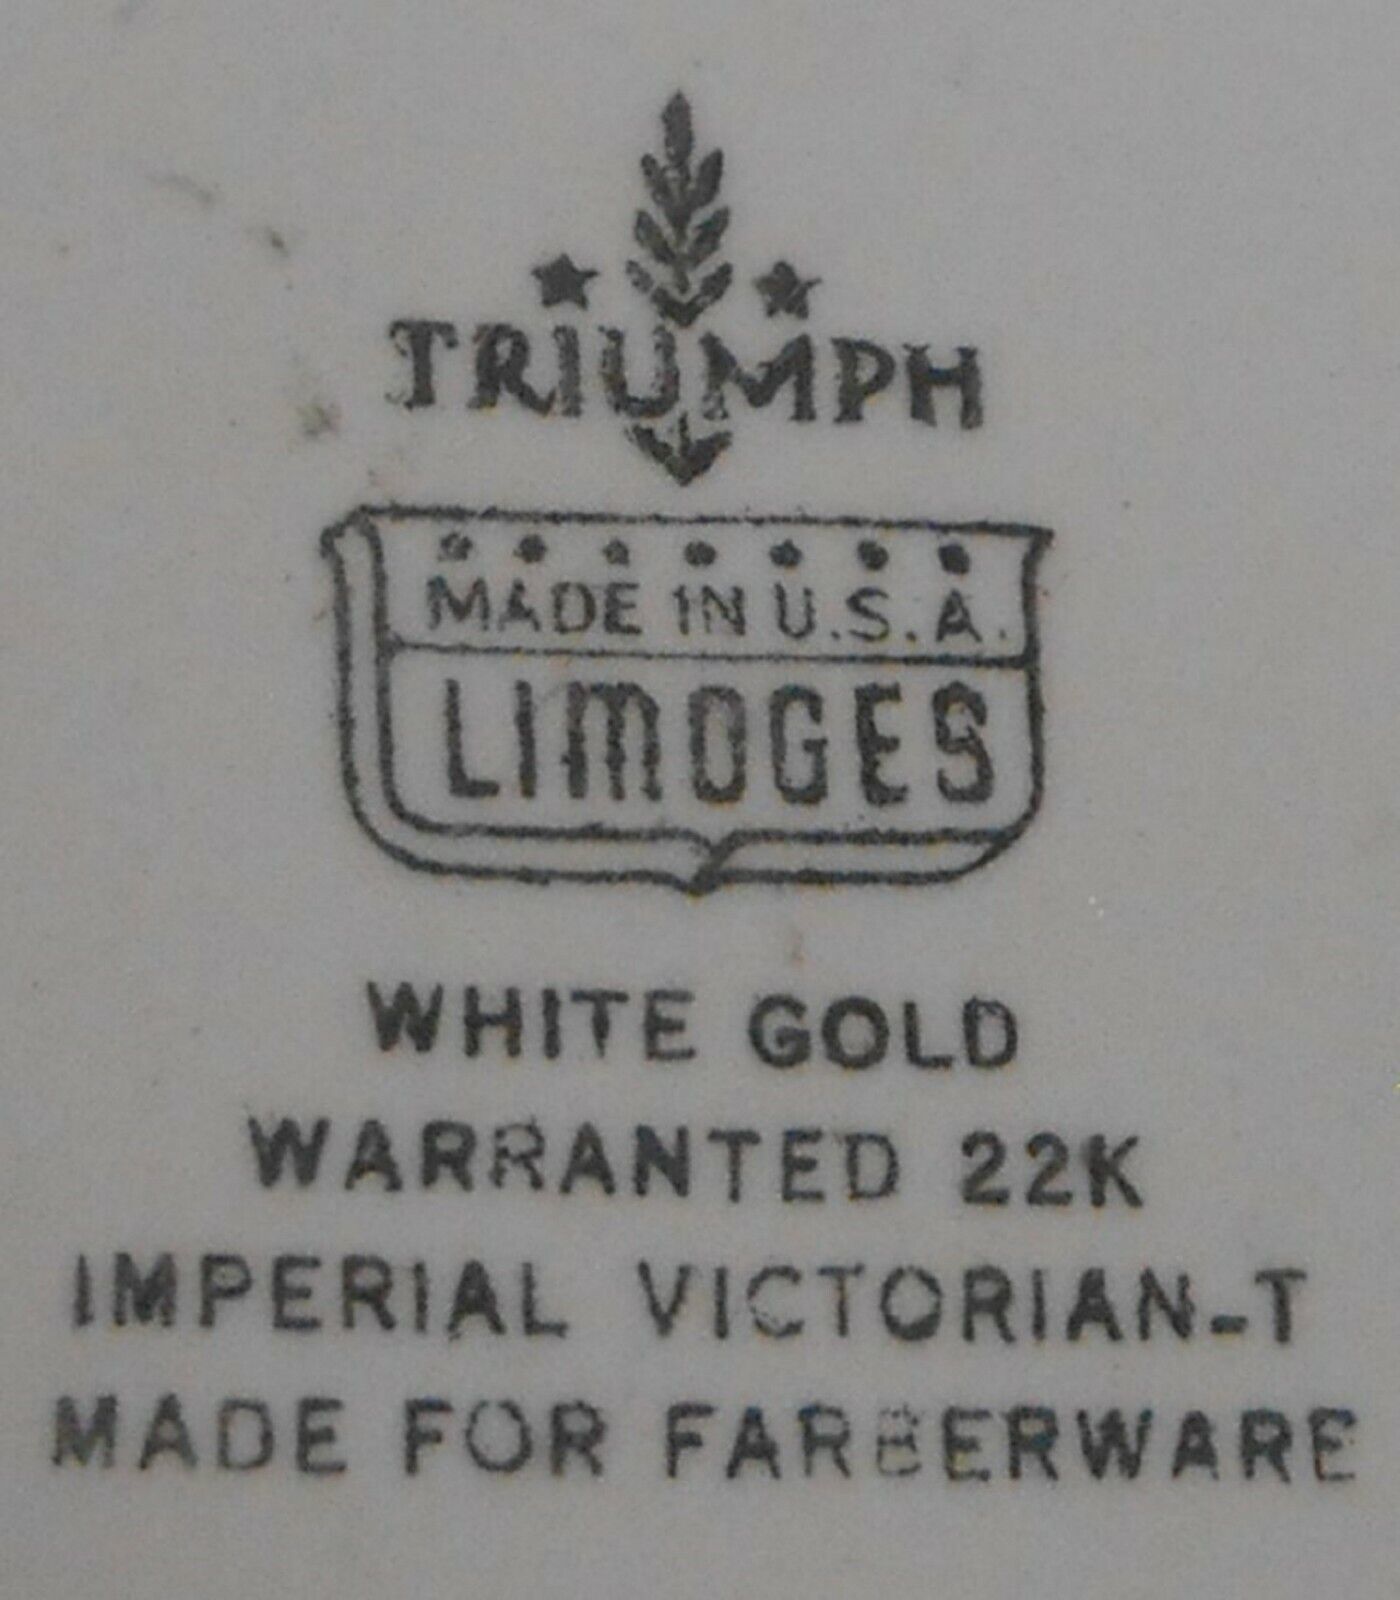 TRIUMPH
MADE IN U.S.A.
LIMOGES
WHITE GOLD
WARRANTED 22K
IMPERIAL VICTORIAN-T
MADE FOR FARBERWARE